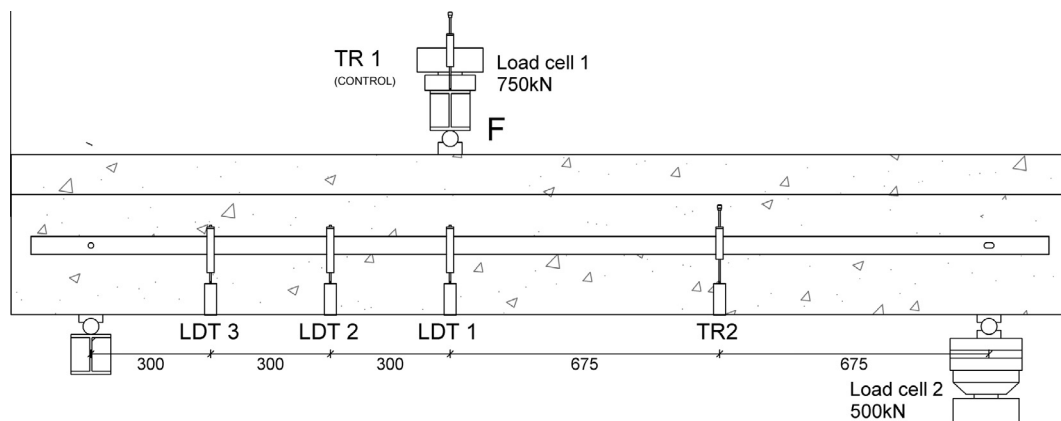 TR 1
(CONTROL)
Load cell 1
750kN
F
LDT 3
LDT 2
LDT 1
TR2
300
300
300
675
675
Load cell 2
500kN